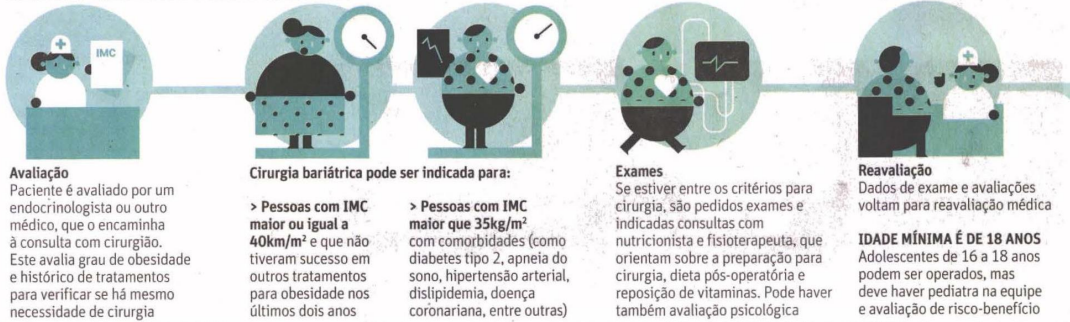 IMC
Avaliação
Paciente é avaliado por um
endocrinologista ou outro
médico, que o encaminha
à consulta com cirurgião.
Este avalia grau de obesidade
e histórico de tratamentos
para verificar se há mesmo
necessidade de cirurgia
Cirurgia bariátrica pode ser indicada para:
> Pessoas com IMC
maior ou igual a
40km/m² e que não
tiveram sucesso em
outros tratamentos
para obesidade nos
últimos dois anos
> Pessoas com IMC
maior que 35kg/m²
com comorbidades (como
diabetes tipo 2, apneia do
sono, hipertensão arterial,
dislipidemia, doença
coronariana, entre outras)
Exames
Se estiver entre os critérios para
cirurgia, são pedidos exames e
indicadas consultas com
nutricionista e fisioterapeuta, que
orientam sobre a preparação para
cirurgia, dieta pós-operatória e
reposição de vitaminas. Pode haver
também avaliação psicológica
Reavaliação
Dados de exame e avaliações
voltam para reavaliação médica
IDADE MÍNIMA É DE 18 ANOS
Adolescentes de 16 a 18 anos
podem ser operados, mas
deve haver pediatra na equipe
e avaliação de risco-benefício